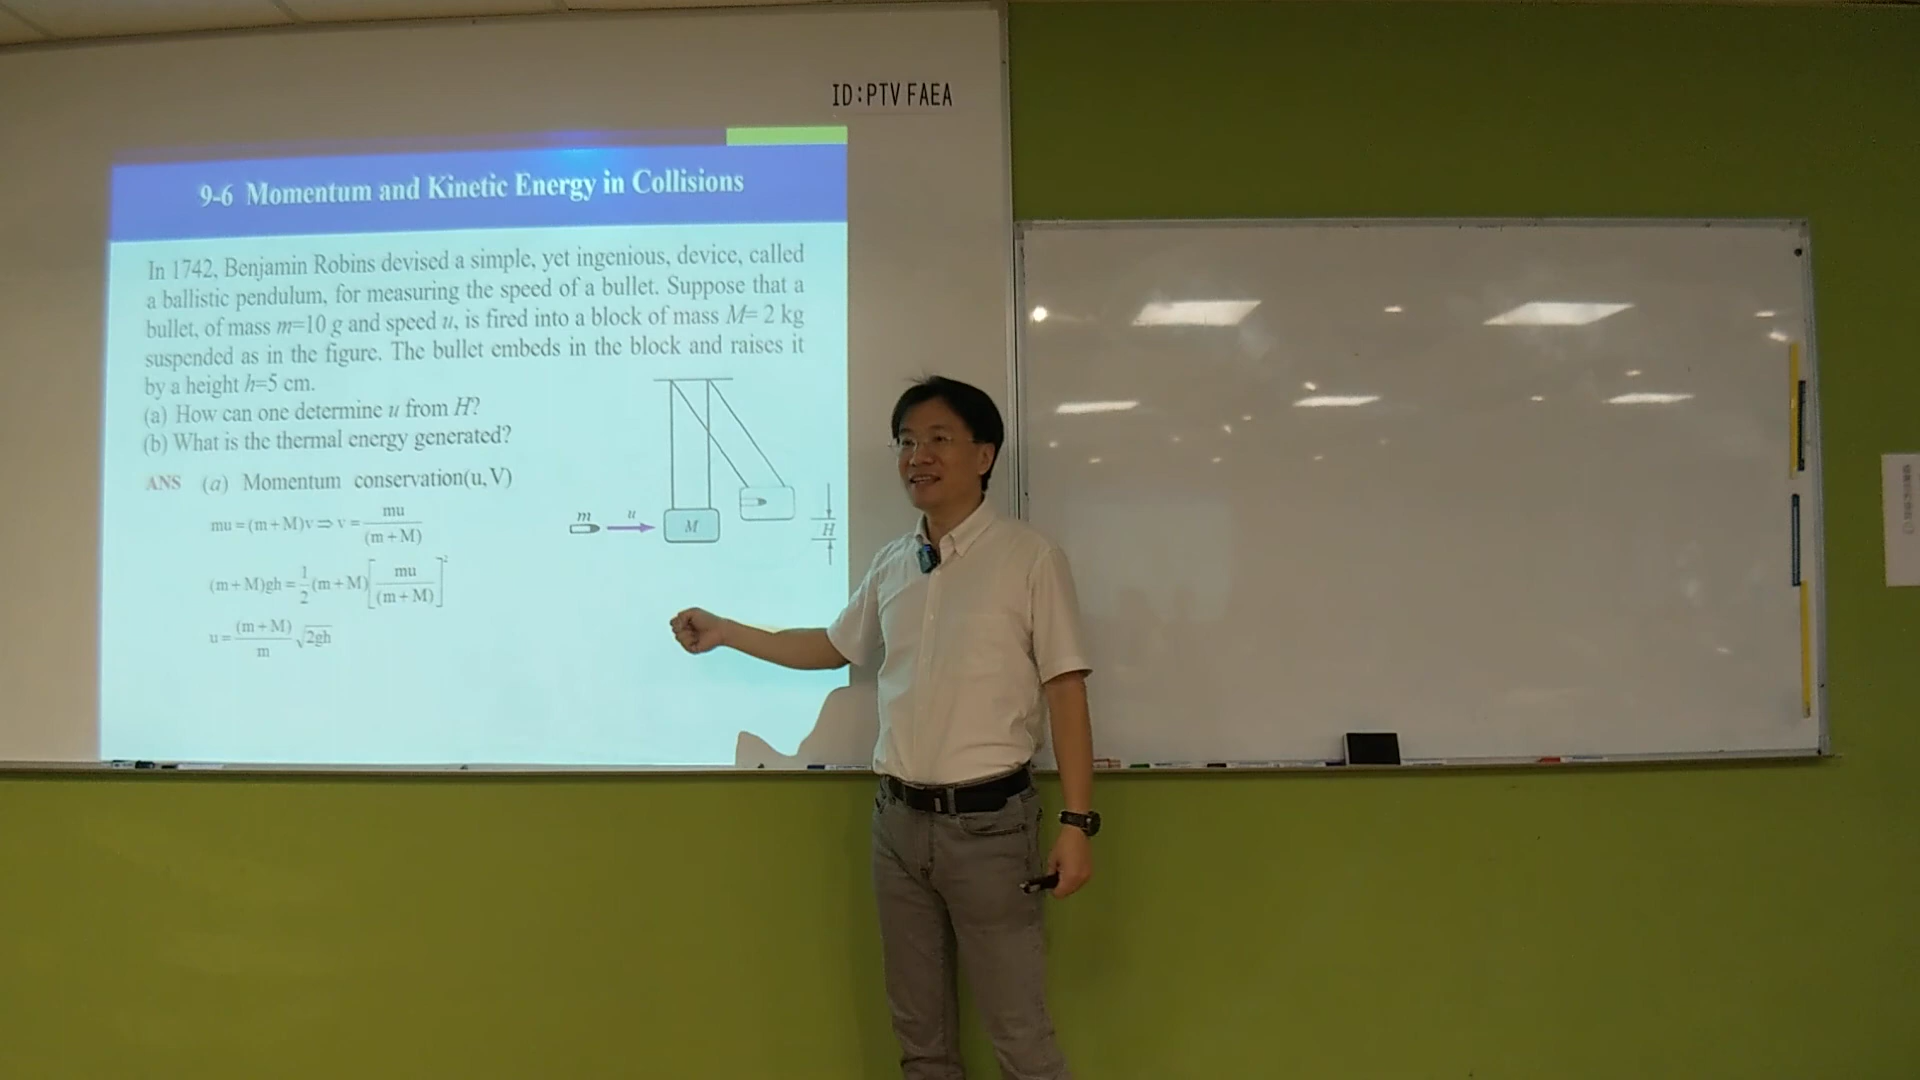 ID:PTV FAEA
9-6 Momentum and Kinetic Energy in Collisions
In 1742, Benjamin Robins devised a simple, yet ingenious, device, called
a ballistic pendulum, for measuring the speed of a bullet. Suppose that a
bullet, of mass m=10 g and speed u, is fired into a block of mass M= 2 kg
suspended as in the figure. The bullet embeds in the block and raises it
by a height h=5 cm.
(a) How can one determine u from H?
(b) What is the thermal energy generated?
ANS (a) Momentum conservation(u, V)
mu = (m + M)v ⇒ v = mu / (m + M)
(m + M)gh = 1/2 (m + M) [mu / (m + M)]²
u = (m + M) / m √2gh
m u M H